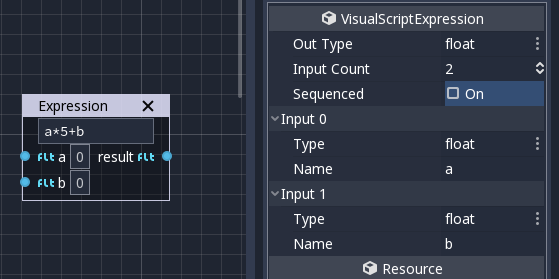 Expression
a*5+b
Flt a 0 result Flt
Flt b 0
VisualScriptExpression
Out Type float
Input Count 2
Sequenced On
Input 0
Type float
Name a
Input 1
Type float
Name b
Resource